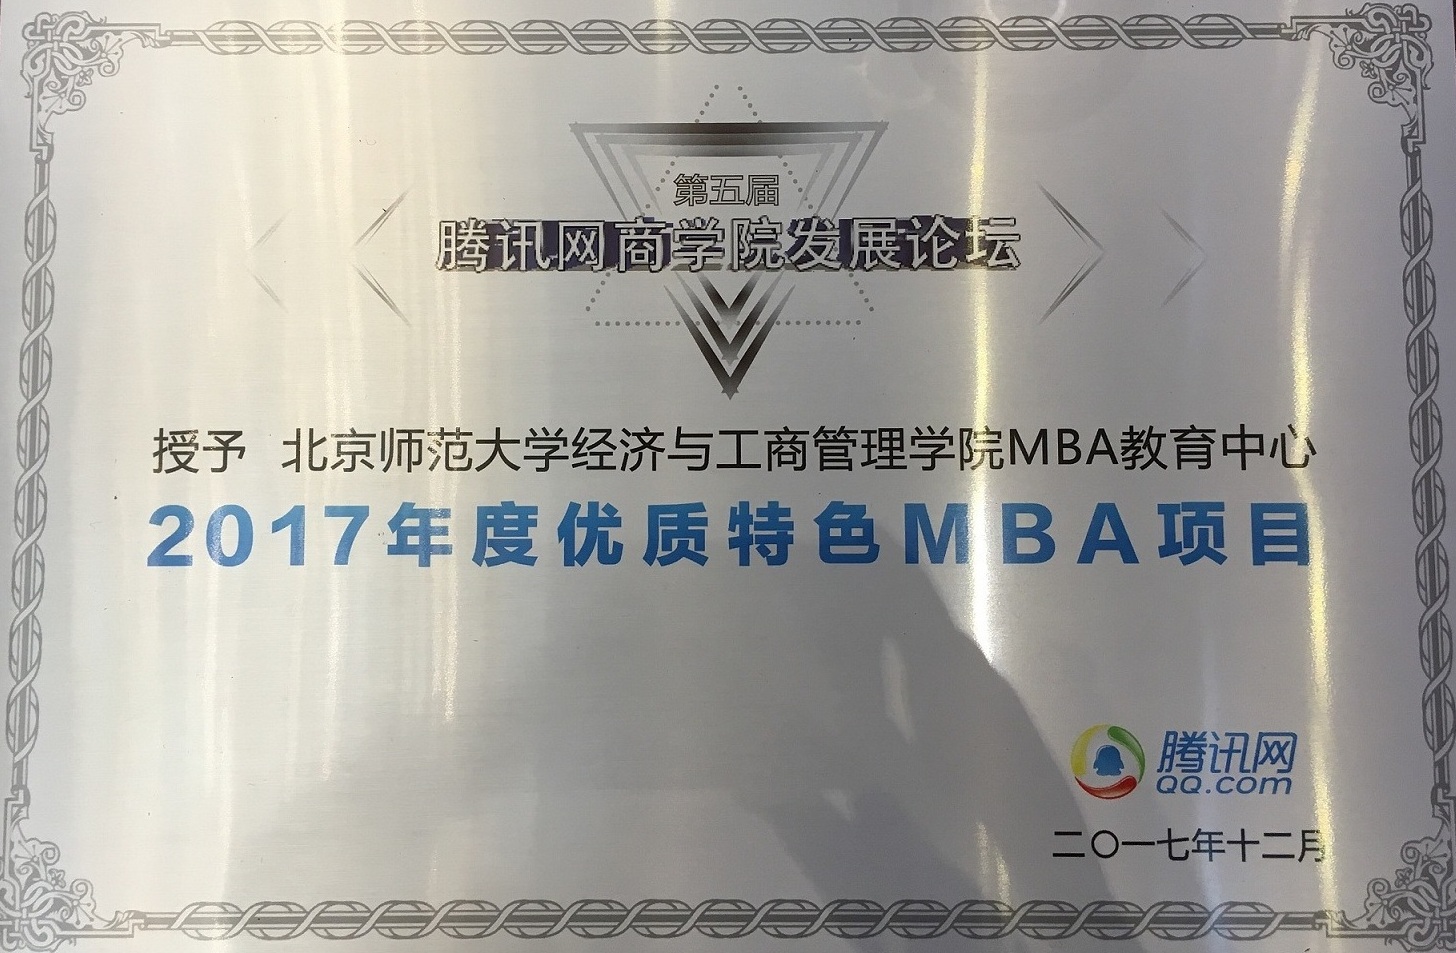 第五届
腾讯网商学院发展论坛
授予 北京师范大学经济与工商管理学院MBA教育中心
2017年度优质特色MBA项目
腾讯网
QQ.com
二〇一七年十二月